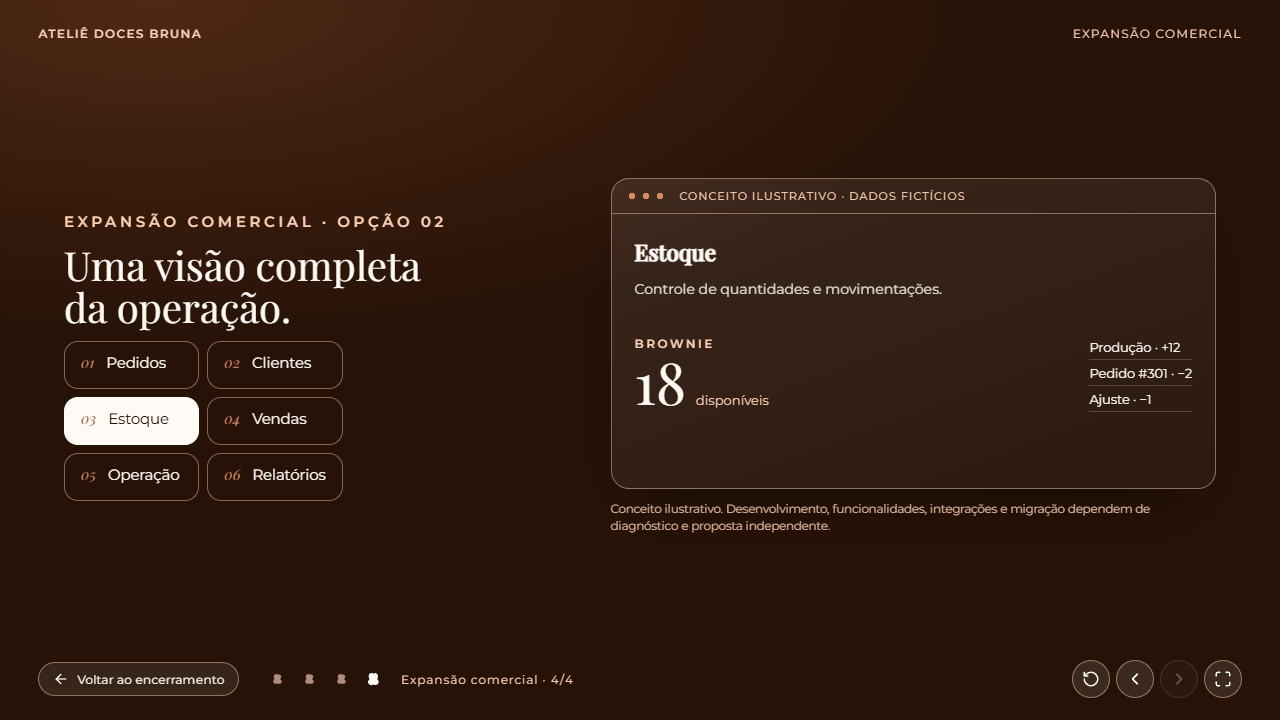 ATELIÊ DOCES BRUNA
EXPANSÃO COMERCIAL
EXPANSÃO COMERCIAL · OPÇÃO 02
Uma visão completa
da operação.
01 Pedidos
02 Clientes
03 Estoque
04 Vendas
05 Operação
06 Relatórios
CONCEITO ILUSTRATIVO · DADOS FICTÍCIOS
Estoque
Controle de quantidades e movimentações.
BROWNIE
18 disponíveis
Produção · +12
Pedido #301 · −2
Ajuste · −1
Conceito ilustrativo. Desenvolvimento, funcionalidades, integrações e migração dependem de
diagnóstico e proposta independente.
Voltar ao encerramento
Expansão comercial · 4/4